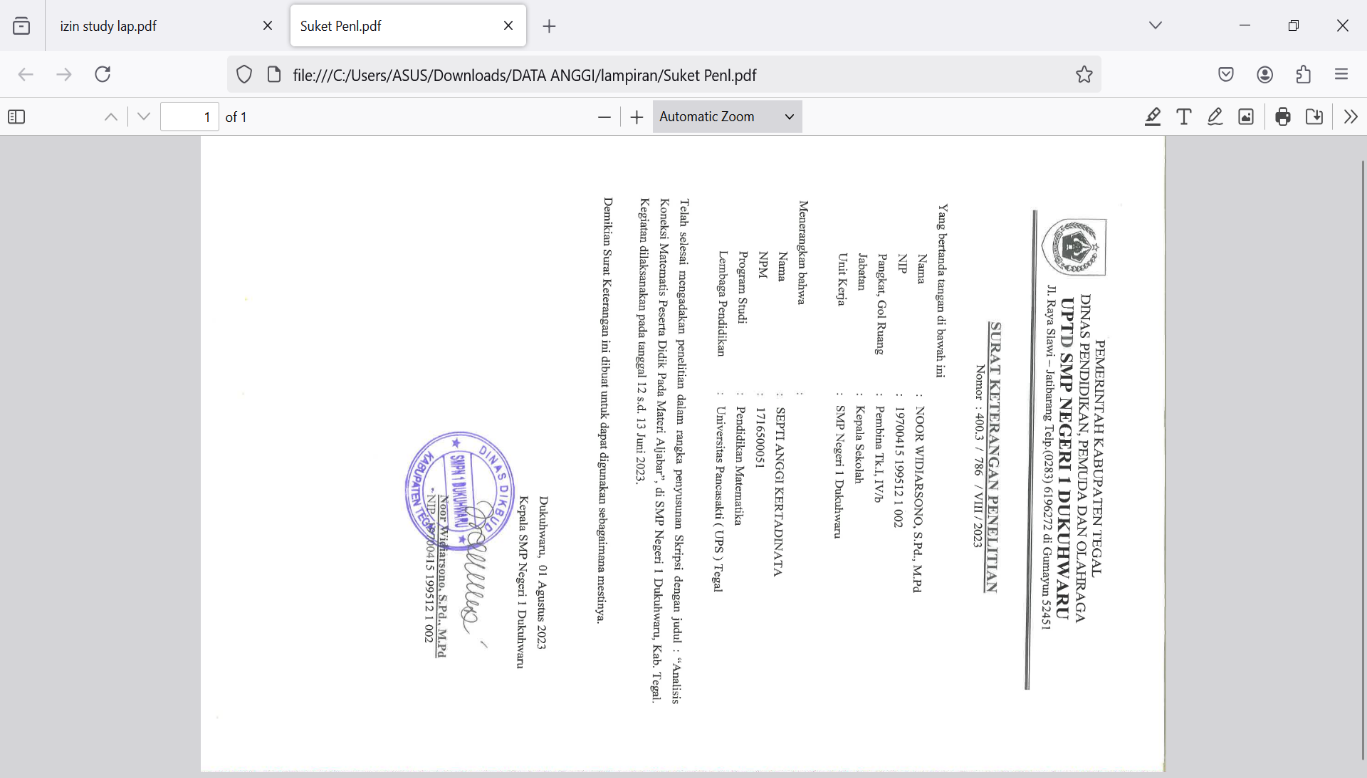 izin study lap.pdf
Suket Penl.pdf
file:///C:/Users/ASUS/Downloads/DATA ANGGI/lampiran/Suket Penl.pdf
1 of 1
Automatic Zoom
PEMERINTAH KABUPATEN TEGAL
DINAS PENDIDIKAN, PEMUDA DAN OLAHRAGA
UPTD SMP NEGERI 1 DUKUHWARU
Jl. Raya Slawi – Jatibarang Telp.(0283) 6196272 di Gumayun 52451
SURAT KETERANGAN PENELITIAN
Nomor : 400.3 / 786 / VIII / 2023
Yang bertanda tangan di bawah ini
Nama : NOOR WIDIARSONO, S.Pd., M.Pd
NIP : 19700415 199512 1 002
Pangkat, Gol Ruang : Pembina Tk.I, IV/b
Jabatan : Kepala Sekolah
Unit Kerja : SMP Negeri 1 Dukuhwaru
Menerangkan bahwa :
Nama : SEPTI ANGGI KERTADINATA
NPM : 1716500051
Program Studi : Pendidikan Matematika
Lembaga Pendidikan : Universitas Pancasakti ( UPS ) Tegal
Telah selesai mengadakan penelitian dalam rangka penyusunan Skripsi dengan judul : “Analisis
Koneksi Matematis Peserta Didik Pada Materi Aljabar”, di SMP Negeri 1 Dukuhwaru, Kab. Tegal.
Kegiatan dilaksanakan pada tanggal 12 s.d. 13 Juni 2023.
Demikian Surat Keterangan ini dibuat untuk dapat digunakan sebagaimana mestinya.
Dukuhwaru, 01 Agustus 2023
Kepala SMP Negeri 1 Dukuhwaru
DINAS DIKBUD
SMPN 1 DUKUHWARU
KABUPATEN TEGAL
Noor Widiarsono, S.Pd., M.Pd
NIP. 19700415 199512 1 002